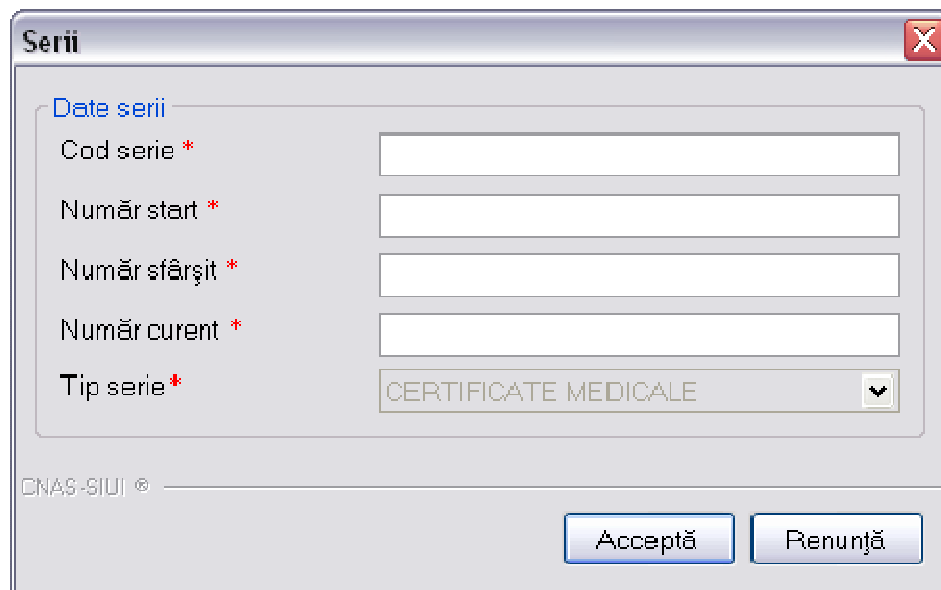 Serii
Date serii
Cod serie *
Număr start *
Număr sfârşit *
Număr curent *
Tip serie* CERTIFICATE MEDICALE
CNAS-SIUI ®
Acceptă Renunţă